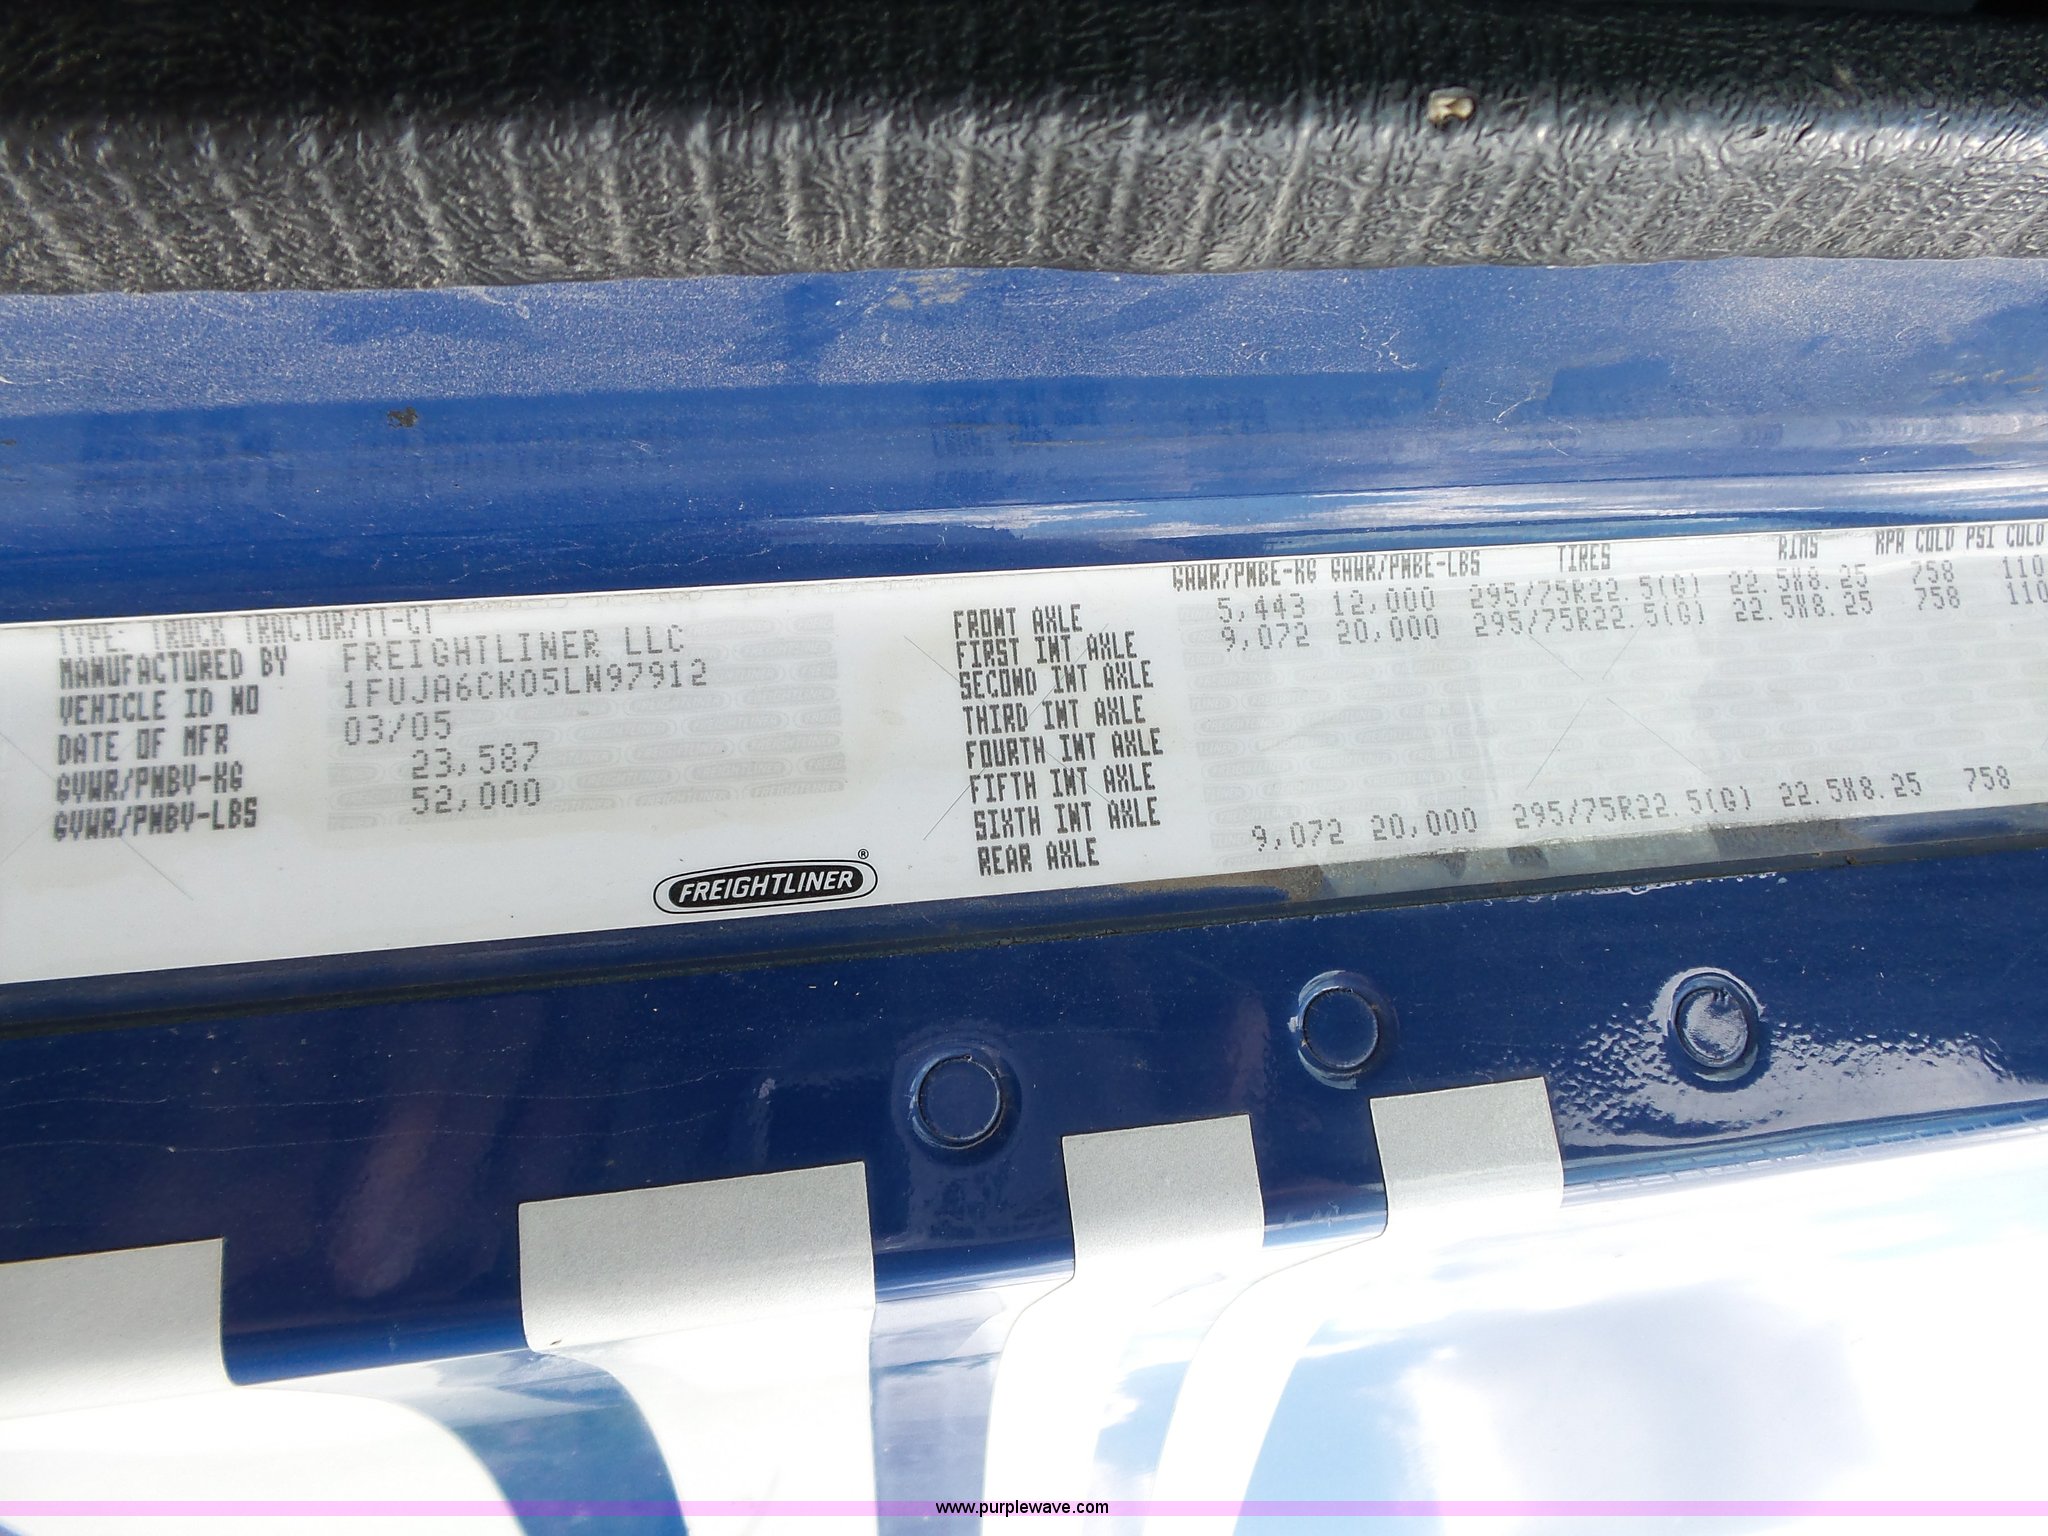 TYPE: TRUCK TRACTOR/TT-CT
MANUFACTURED BY FREIGHTLINER LLC
VEHICLE ID NO 1FUJA6CK05LN97912
DATE OF MFR 03/05
GVWR/PNBV-KG 23,587
GVWR/PNBV-LBS 52,000
FREIGHTLINER®
GAWR/PNBE-KG GAWR/PNBE-LBS TIRES RIMS KPA COLD PSI COLD
FRONT AXLE 5,443 12,000 295/75R22.5(G) 22.5X8.25 758 110
FIRST INT AXLE 9,072 20,000 295/75R22.5(G) 22.5X8.25 758 110
SECOND INT AXLE
THIRD INT AXLE
FOURTH INT AXLE
FIFTH INT AXLE
SIXTH INT AXLE
REAR AXLE 9,072 20,000 295/75R22.5(G) 22.5X8.25 758
www.purplewave.com